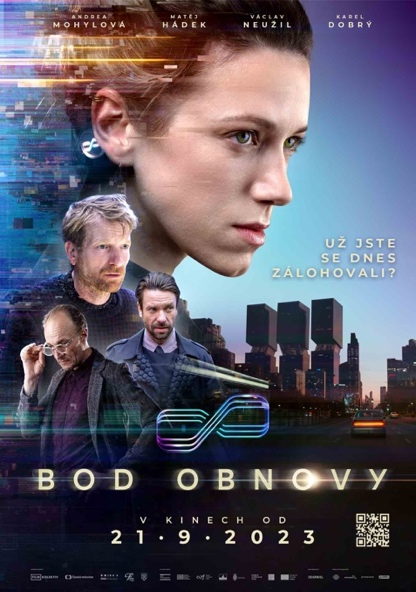 ANDREA
MOHYLOVÁ
MATĚJ
HÁDEK
VÁCLAV
NEUŽIL
KAREL
DOBRÝ
UŽ JSTE
SE DNES
ZÁLOHOVALI?
BOD OBNOVY
V KINECH OD
21·9·2023